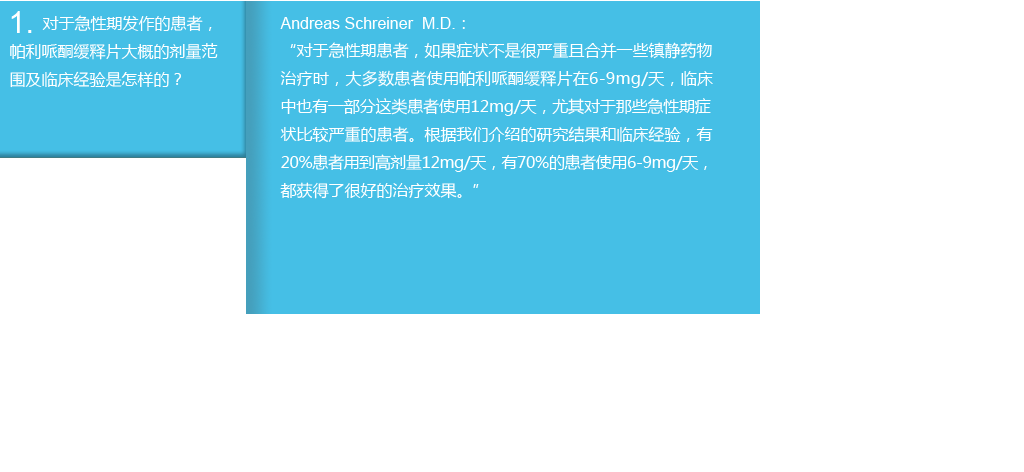 1. 对于急性期发作的患者，
帕利哌酮缓释片大概的剂量范
围及临床经验是怎样的？
Andreas Schreiner M.D.：
“对于急性期患者，如果症状不是很严重且合并一些镇静药物
治疗时，大多数患者使用帕利哌酮缓释片在6-9mg/天，临床
中也有一部分这类患者使用12mg/天，尤其对于那些急性期症
状比较严重的患者。根据我们介绍的研究结果和临床经验，有
20%患者用到高剂量12mg/天，有70%的患者使用6-9mg/天，
都获得了很好的治疗效果。”